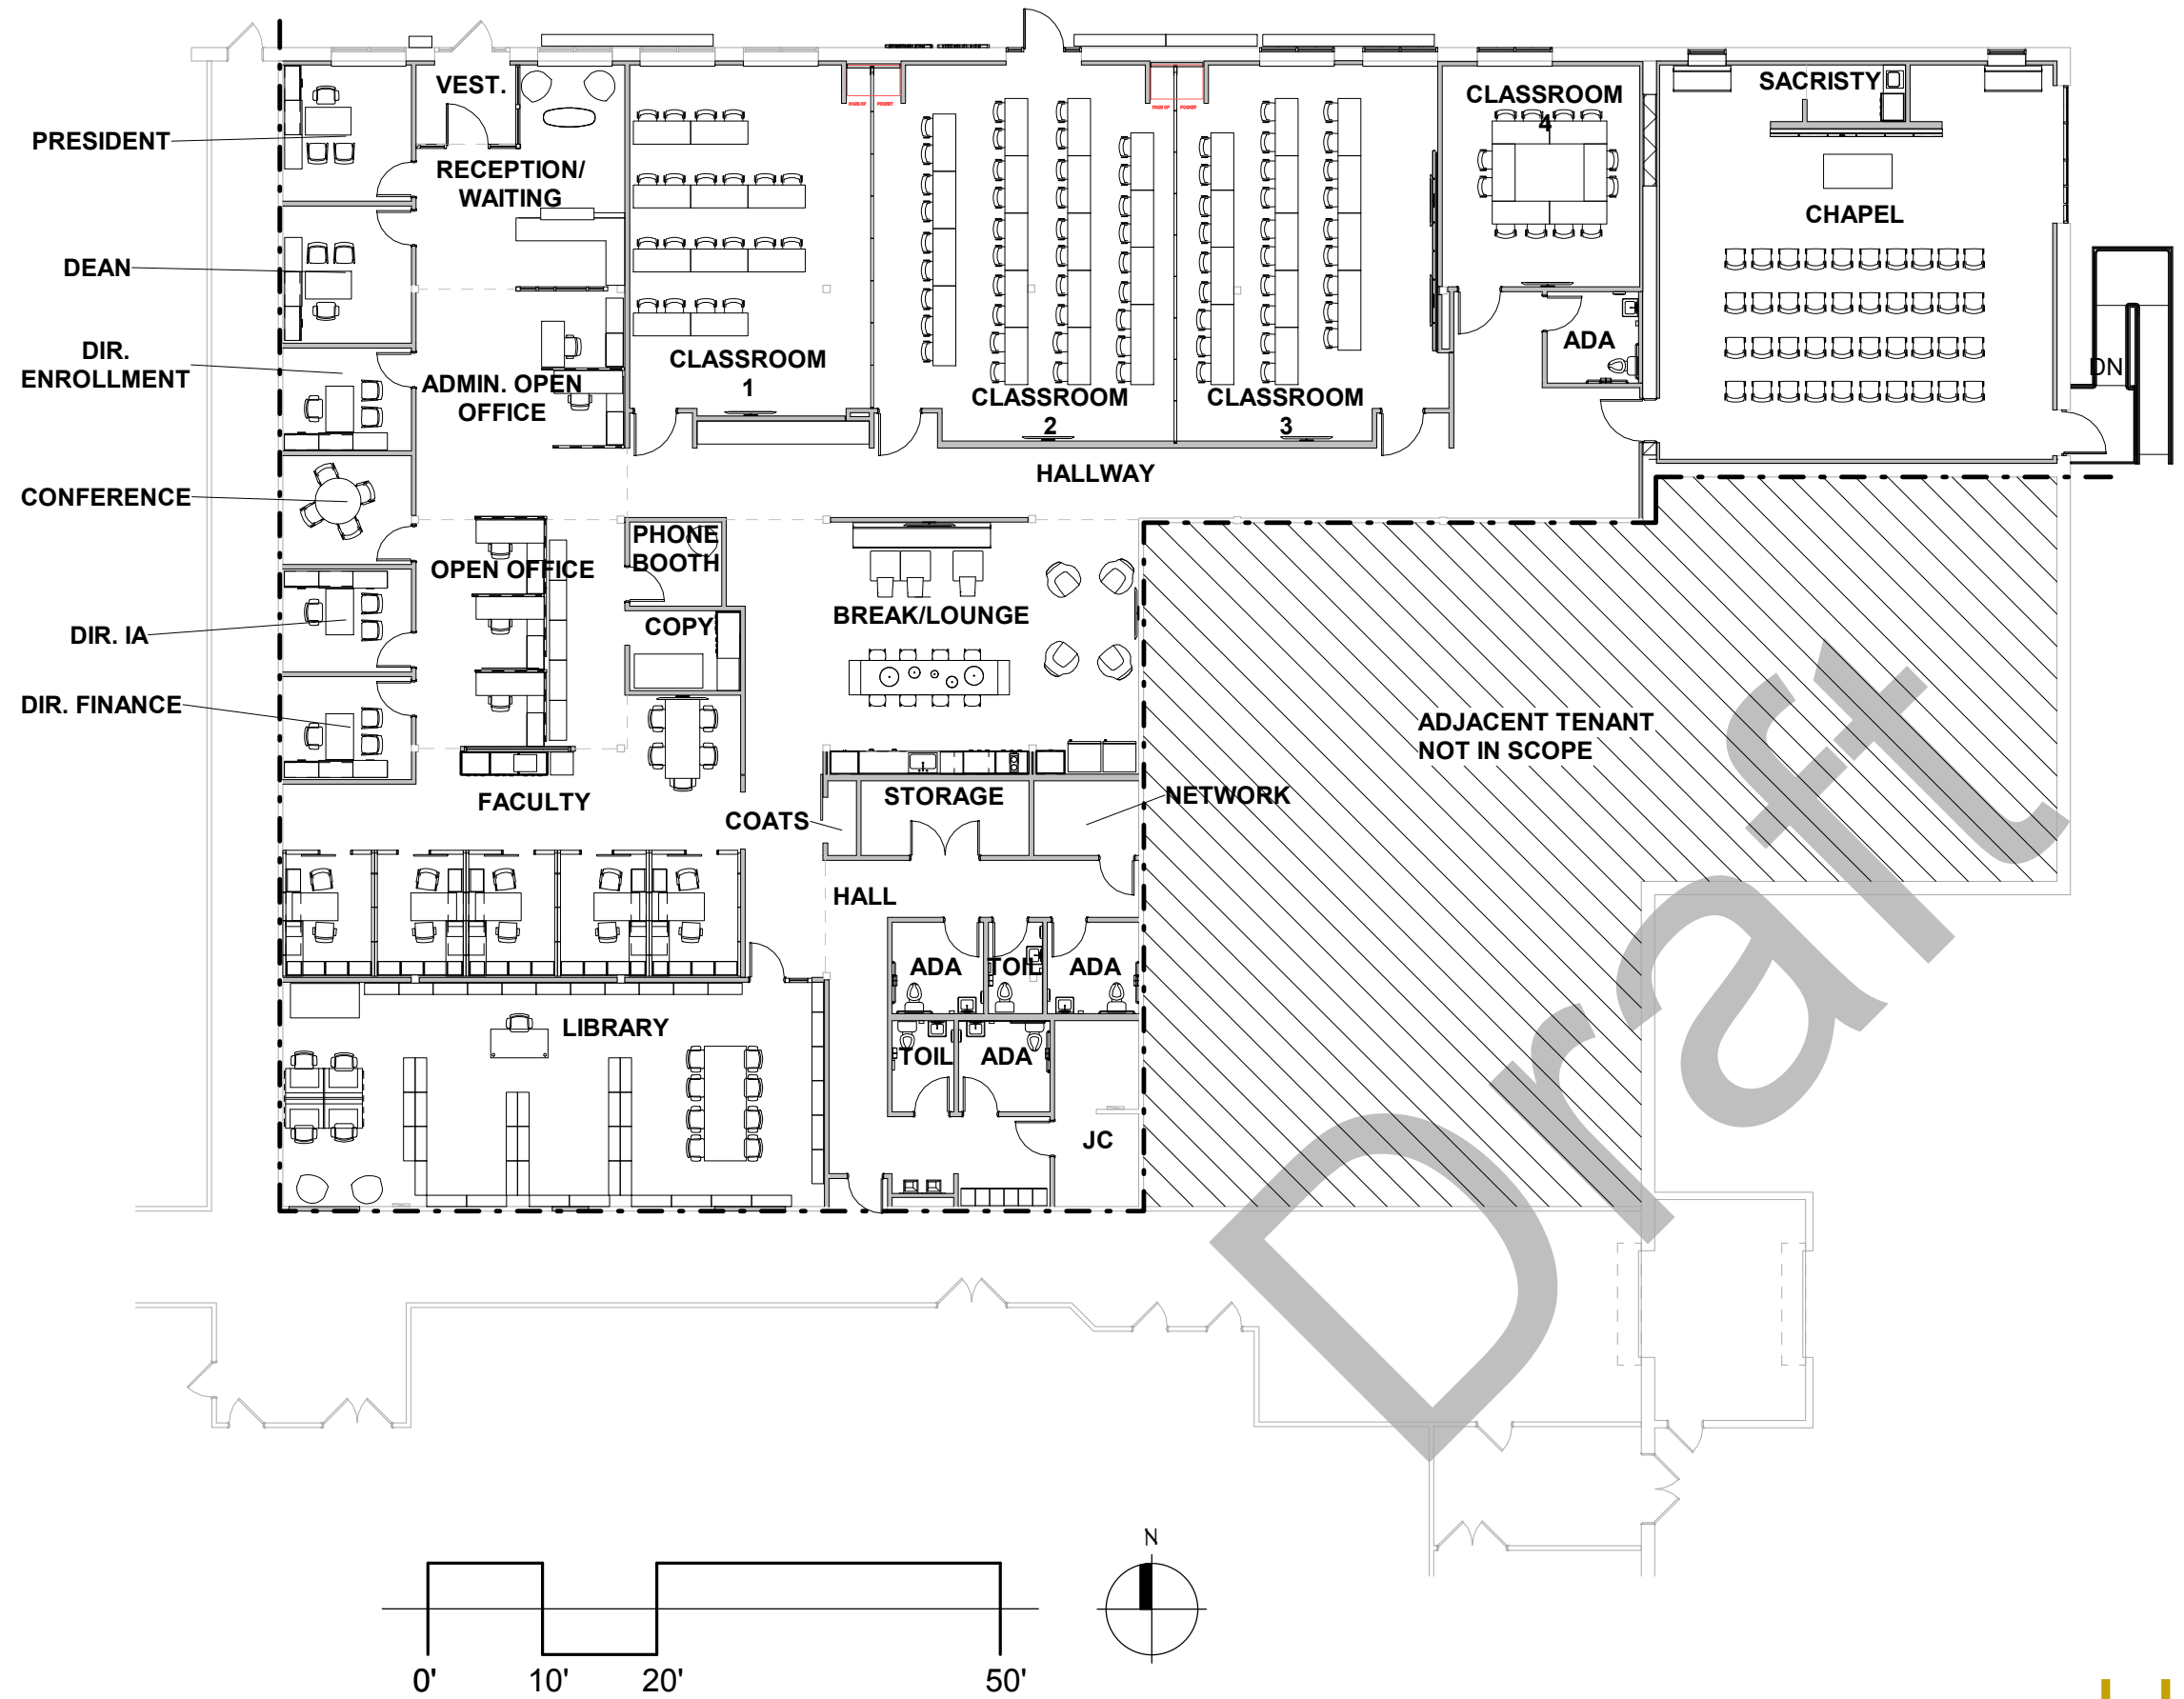 VEST.
SACRISTY
CLASSROOM
4
PRESIDENT
RECEPTION/
WAITING
CHAPEL
DEAN
DIR.
ENROLLMENT
ADA
CLASSROOM
1
DN
ADMIN. OPEN
OFFICE
CLASSROOM
2
CLASSROOM
3
HALLWAY
CONFERENCE
PHONE
BOOTH
OPEN OFFICE
BREAK/LOUNGE
COPY
DIR. IA
DIR. FINANCE
ADJACENT TENANT
NOT IN SCOPE
FACULTY
STORAGE
NETWORK
COATS
HALL
ADA
TOIL
ADA
LIBRARY
TOIL
ADA
JC
Draft
N
0'
10'
20'
50'